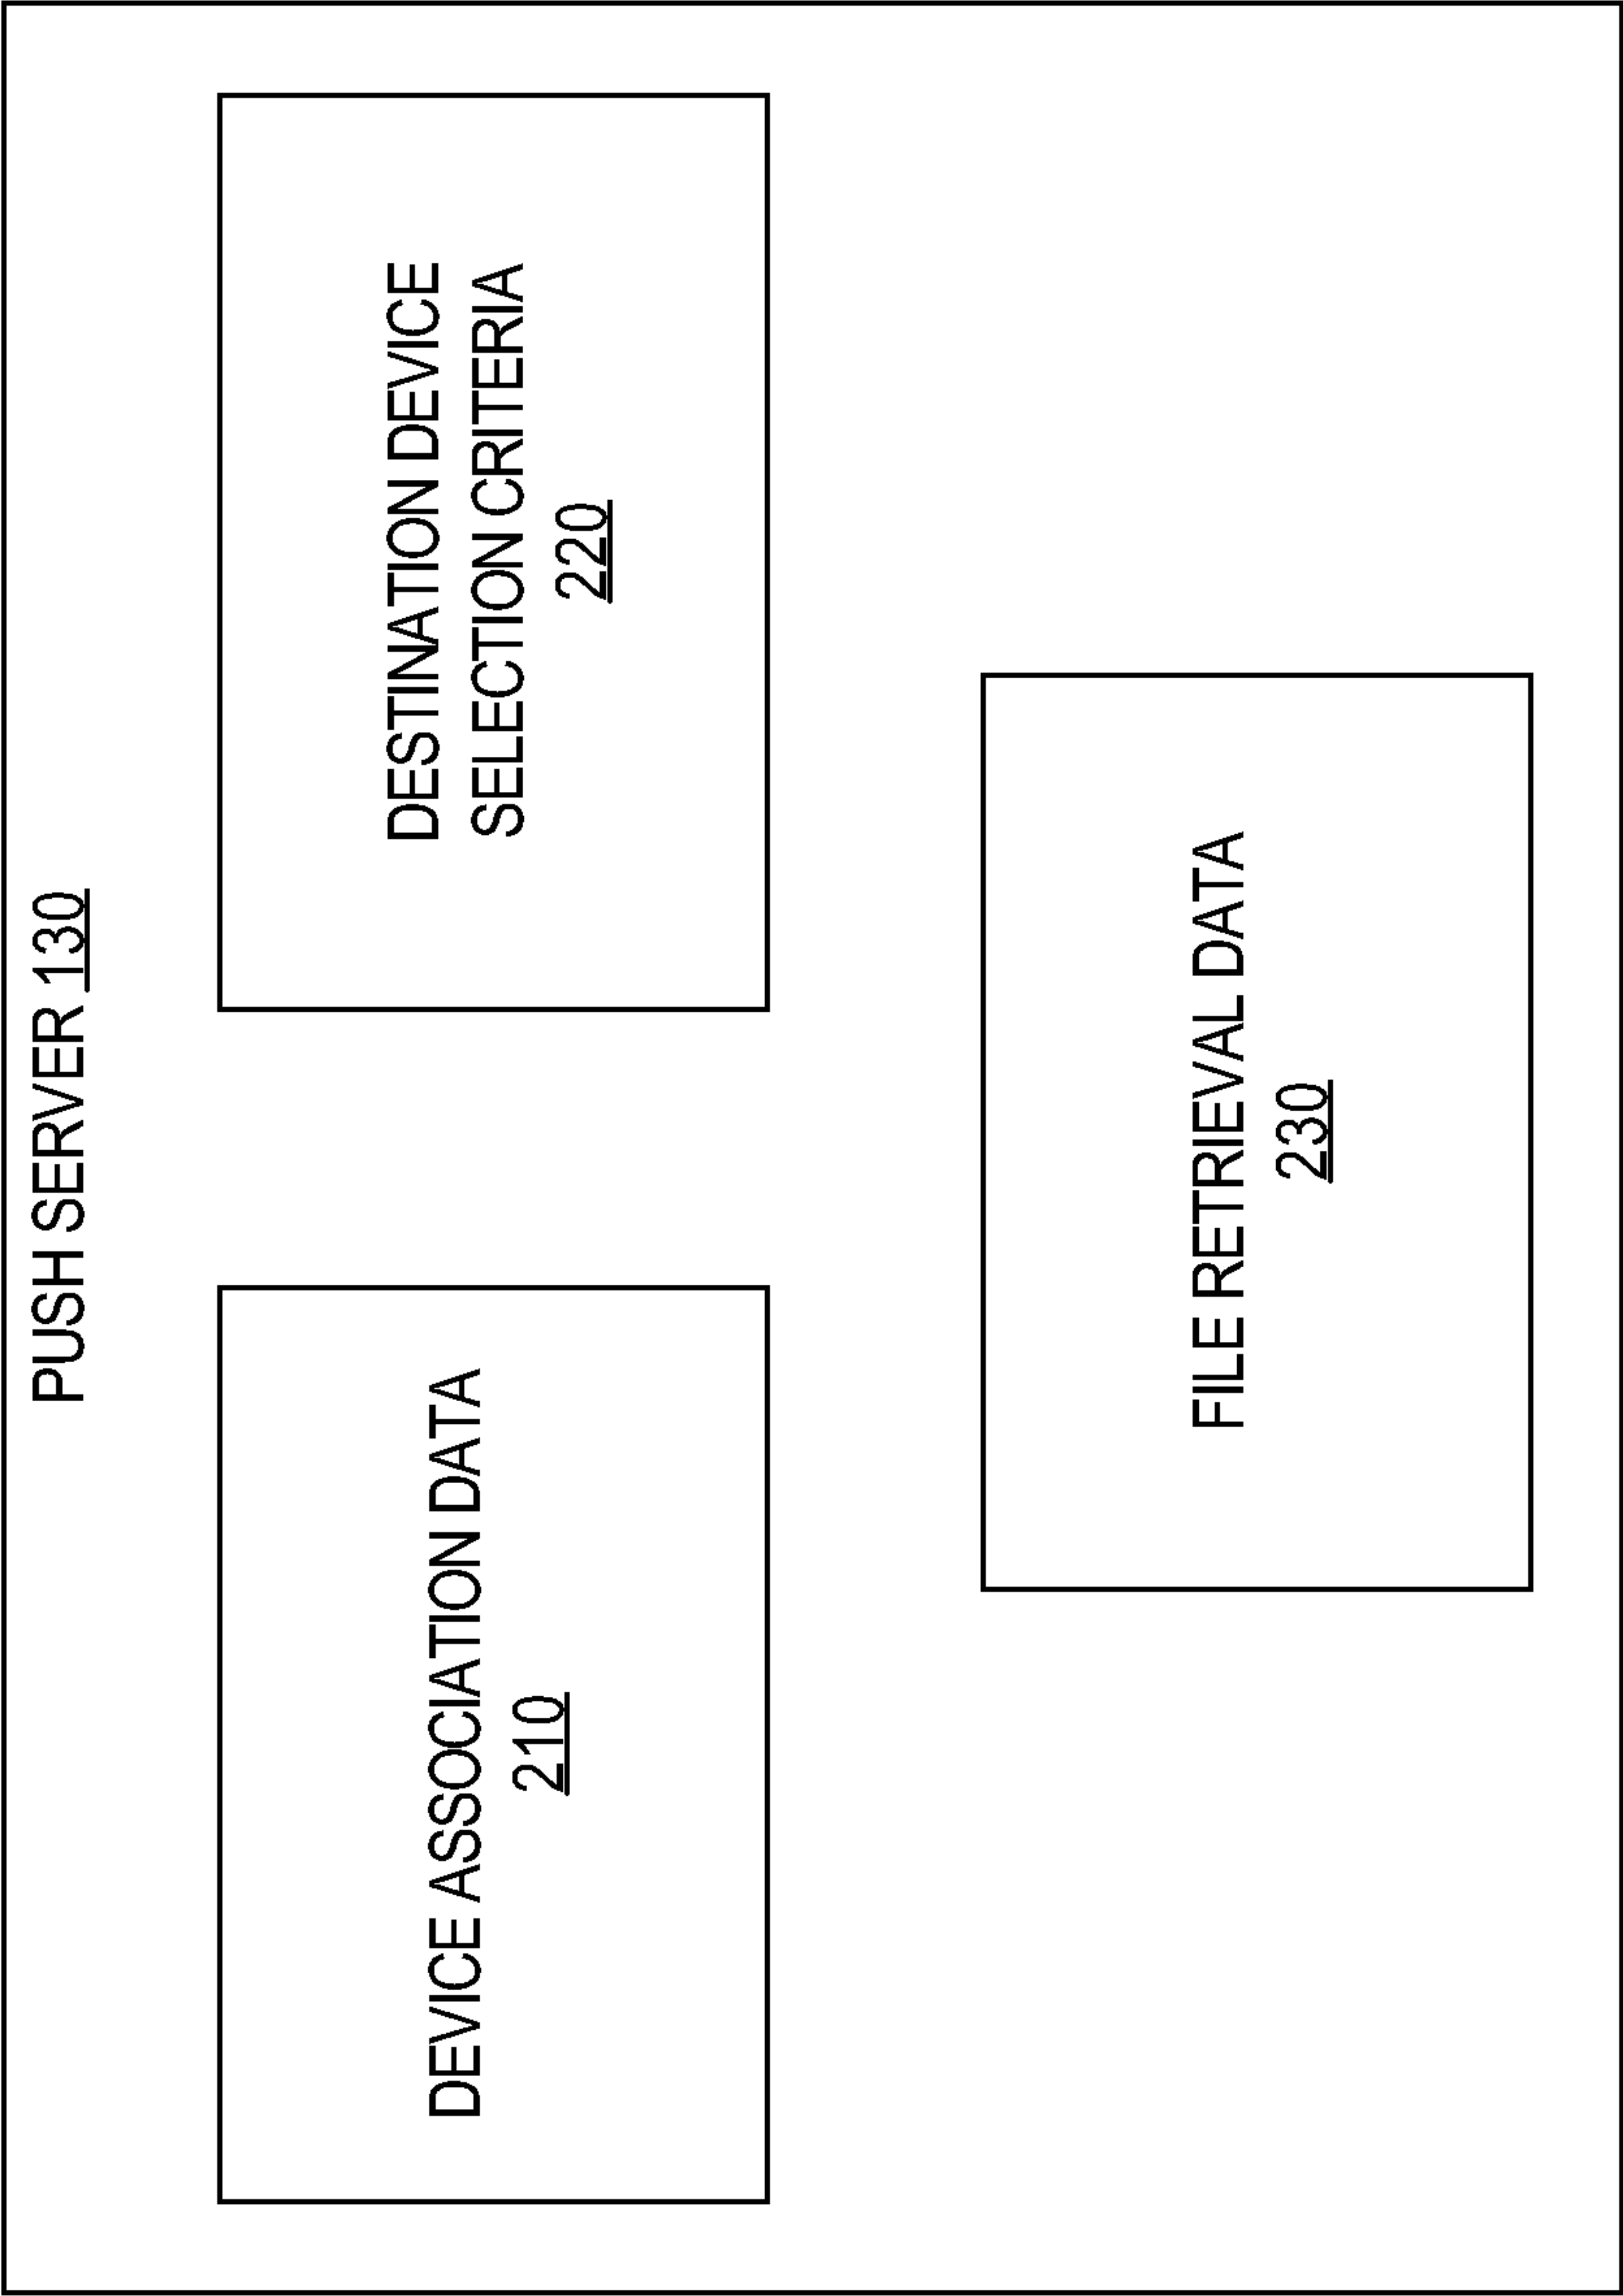 PUSH SERVER 130
DEVICE ASSOCIATION DATA
210
DESTINATION DEVICE
SELECTION CRITERIA
220
FILE RETRIEVAL DATA
230